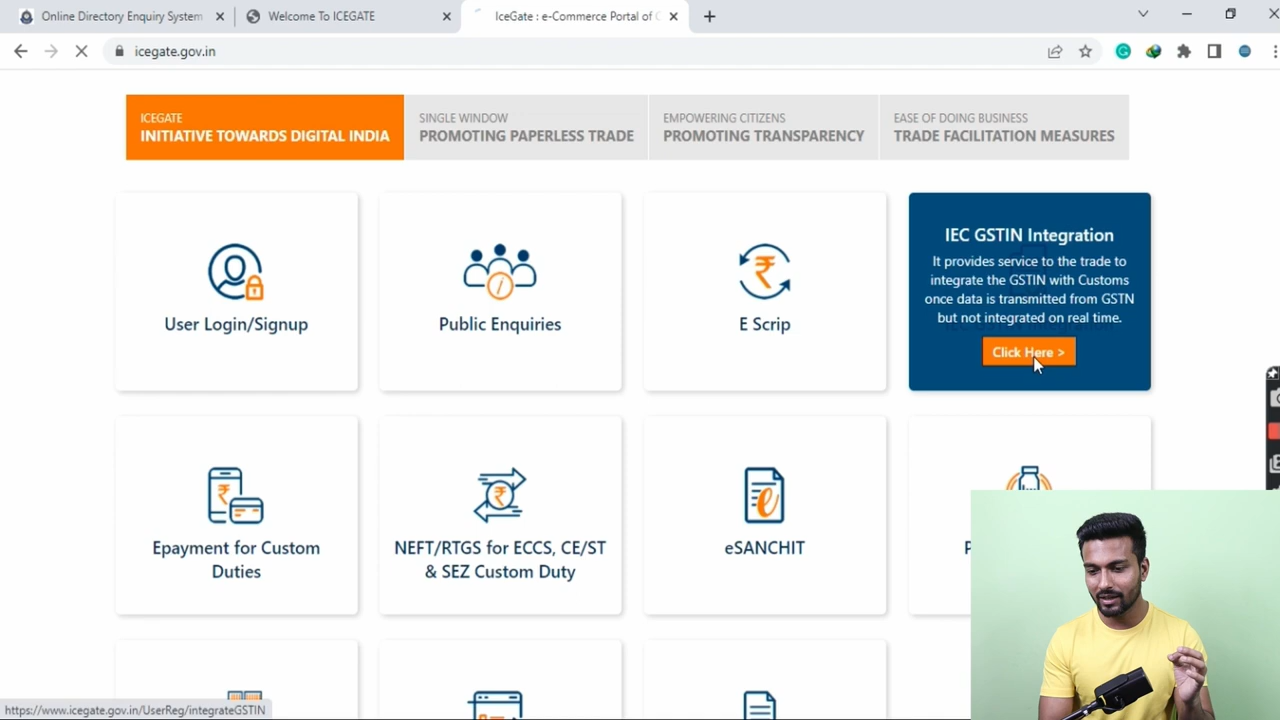 Online Directory Enquiry System
Welcome To ICEGATE
IceGate : e-Commerce Portal of
icegate.gov.in
ICEGATE
INITIATIVE TOWARDS DIGITAL INDIA
SINGLE WINDOW
PROMOTING PAPERLESS TRADE
EMPOWERING CITIZENS
PROMOTING TRANSPARENCY
EASE OF DOING BUSINESS
TRADE FACILITATION MEASURES
User Login/Signup
Public Enquiries
E Scrip
IEC GSTIN Integration
It provides service to the trade to
integrate the GSTIN with Customs
once data is transmitted from GSTN
but not integrated on real time.
Click Here >
Epayment for Custom
Duties
NEFT/RTGS for ECCS, CE/ST
& SEZ Custom Duty
eSANCHIT
https://www.icegate.gov.in/UserReg/integrateGSTIN